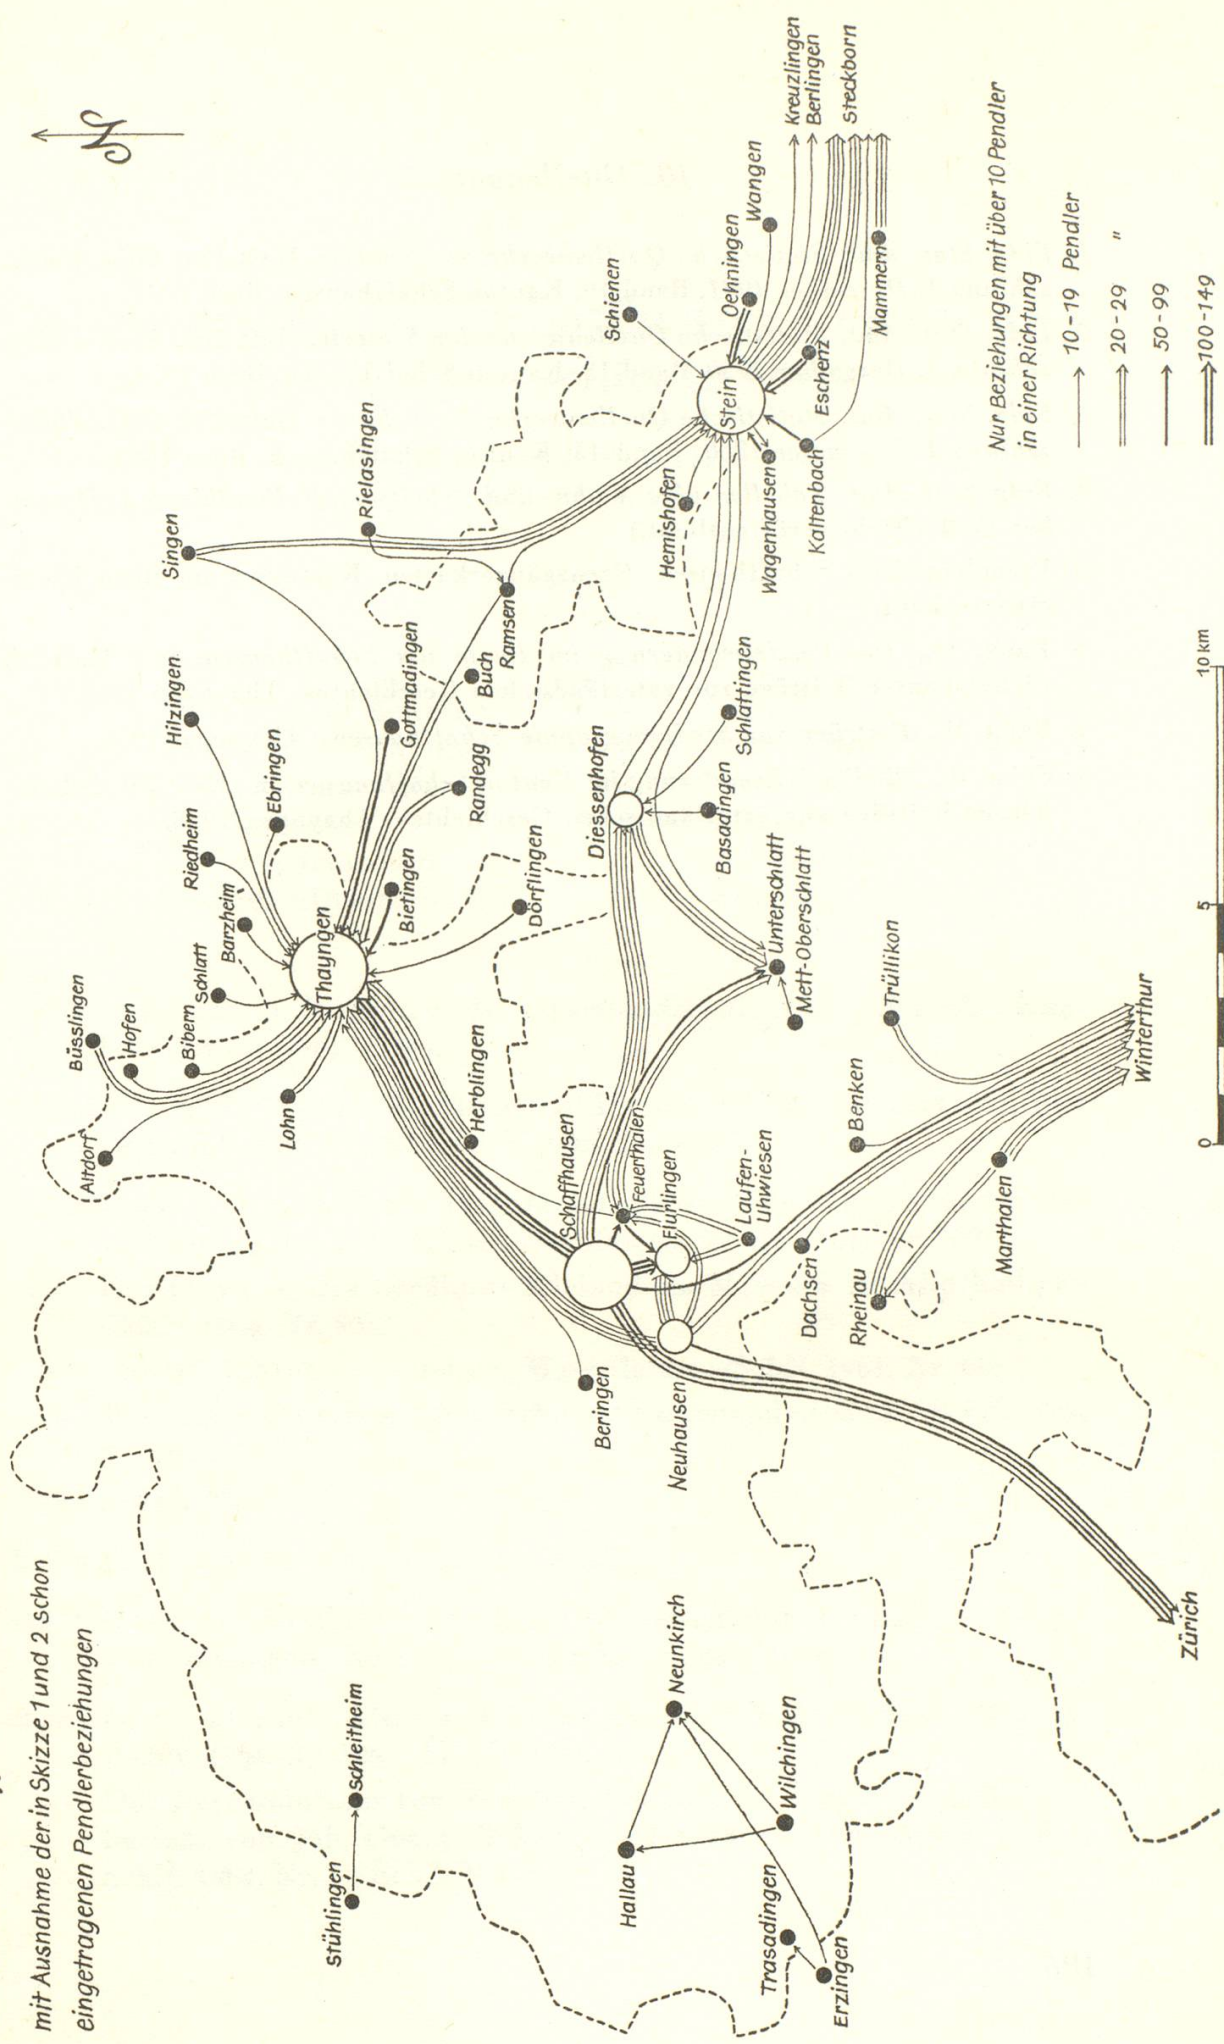 mit Ausnahme der in Skizze 1 und 2 schon
eingetragenen Pendlerbeziehungen
N
Stühlingen
Schleitheim
Hallau
Neunkirch
Wilchingen
Trasadingen
Erzingen
Altdorf
Büsslingen
Hofen
Bibern
Lohn
Schlatt
Barzheim
Riedheim
Ebringen
Hilzingen
Singen
Thayngen
Bietingen
Gottmadingen
Randegg
Buch
Ramsen
Rielasingen
Dörflingen
Herblingen
Beringen
Schaffhausen
Feuerthalen
Flurlingen
Neuhausen
Laufen-
Uhwiesen
Dachsen
Rheinau
Benken
Marthalen
Trüllikon
Winterthur
Zürich
Diessenhofen
Basadingen
Schlattingen
Unterschlatt
Mett-Oberschlatt
Hemishofen
Wagenhausen
Kaltenbach
Stein
Schienen
Oehningen
Wangen
Eschenz
Mammern
Kreuzlingen
Berlingen
Steckborn
Nur Beziehungen mit über 10 Pendler
in einer Richtung
10-19 Pendler
20-29 "
50-99
100-149
0 5 10 km